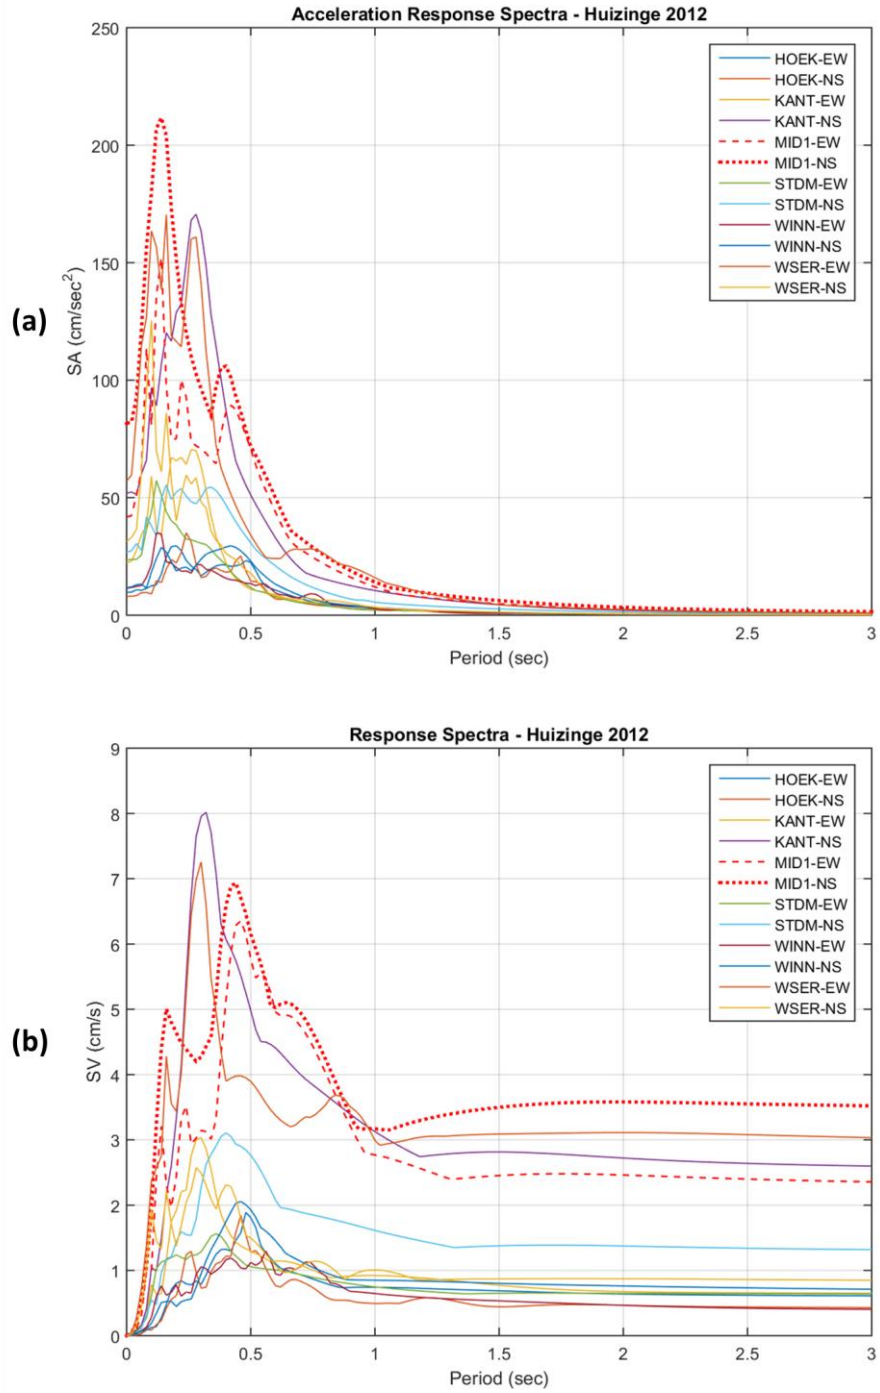 Acceleration Response Spectra - Huizinge 2012
250
200
150
100
50
0
SA (cm/sec²)
(a)
HOEK-EW
HOEK-NS
KANT-EW
KANT-NS
MID1-EW
MID1-NS
STDM-EW
STDM-NS
WINN-EW
WINN-NS
WSER-EW
WSER-NS
0 0.5 1 1.5 2 2.5 3
Period (sec)
Response Spectra - Huizinge 2012
9
8
7
6
5
4
3
2
1
0
SV (cm/s)
(b)
HOEK-EW
HOEK-NS
KANT-EW
KANT-NS
MID1-EW
MID1-NS
STDM-EW
STDM-NS
WINN-EW
WINN-NS
WSER-EW
WSER-NS
0 0.5 1 1.5 2 2.5 3
Period (sec)